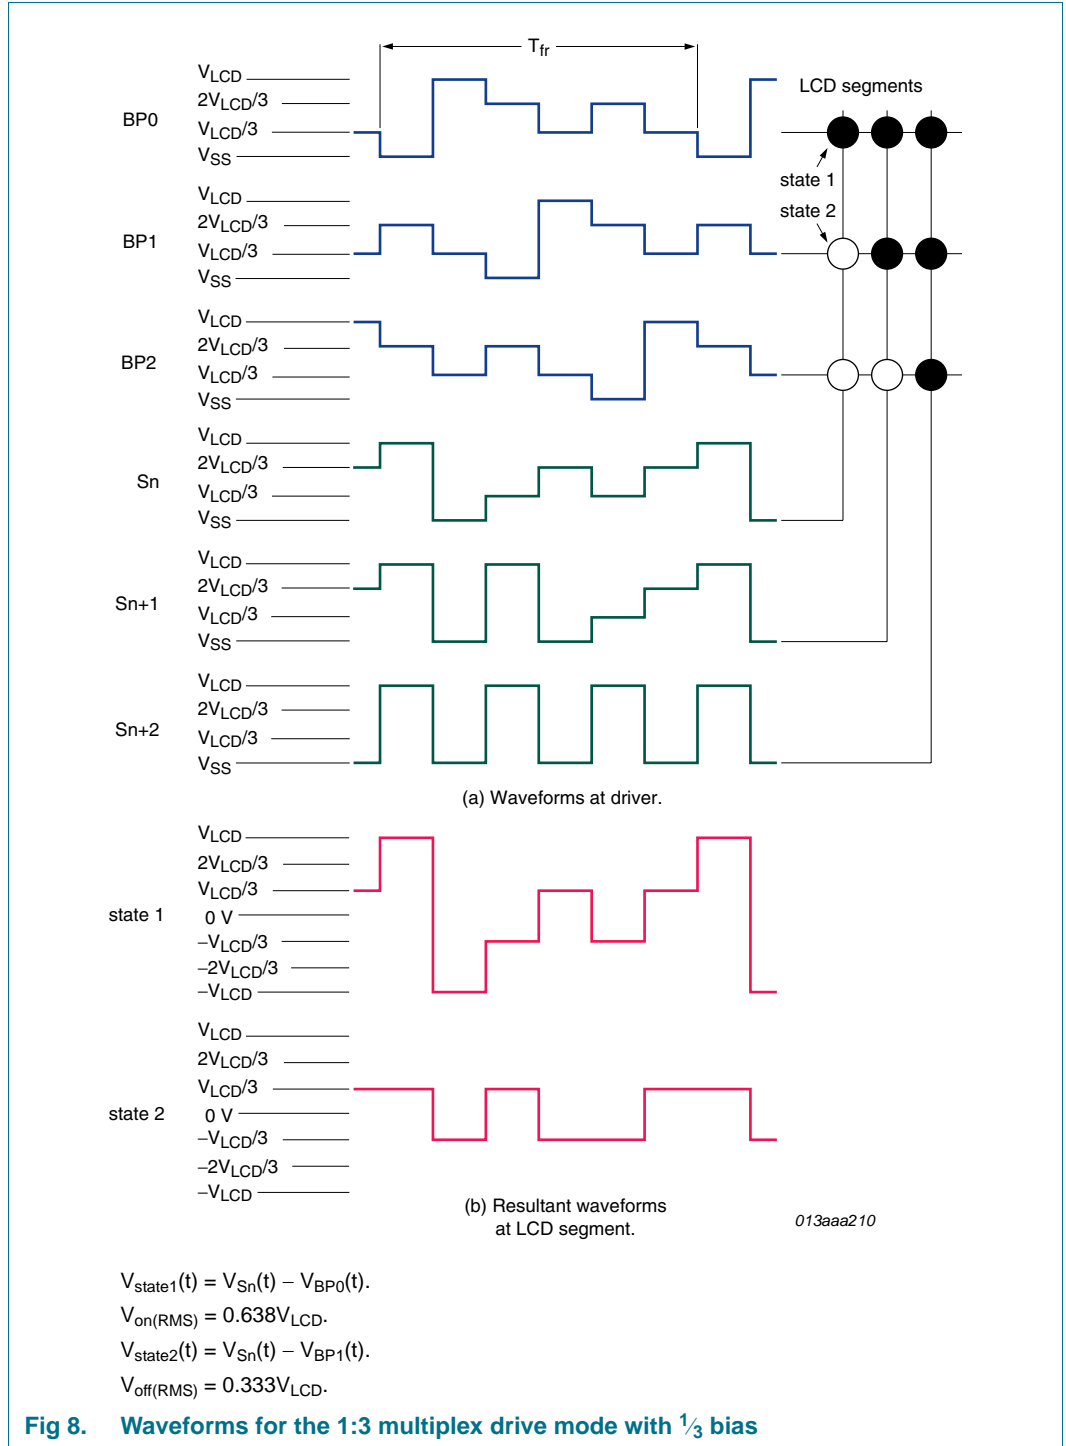 Tfr
VLCD
2VLCD/3
BP0
VLCD/3
VSS
LCD segments
state 1
state 2
VLCD
2VLCD/3
BP1
VLCD/3
VSS
VLCD
2VLCD/3
BP2
VLCD/3
VSS
VLCD
2VLCD/3
Sn
VLCD/3
VSS
VLCD
2VLCD/3
Sn+1
VLCD/3
VSS
VLCD
2VLCD/3
Sn+2
VLCD/3
VSS
(a) Waveforms at driver.
VLCD
2VLCD/3
VLCD/3
state 1
0 V
−VLCD/3
−2VLCD/3
−VLCD
VLCD
2VLCD/3
VLCD/3
state 2
0 V
−VLCD/3
−2VLCD/3
−VLCD
(b) Resultant waveforms
at LCD segment.
013aaa210
Vstate1(t) = VSn(t) − VBP0(t).
Von(RMS) = 0.638VLCD.
Vstate2(t) = VSn(t) − VBP1(t).
Voff(RMS) = 0.333VLCD.
Fig 8. Waveforms for the 1:3 multiplex drive mode with 1⁄3 bias